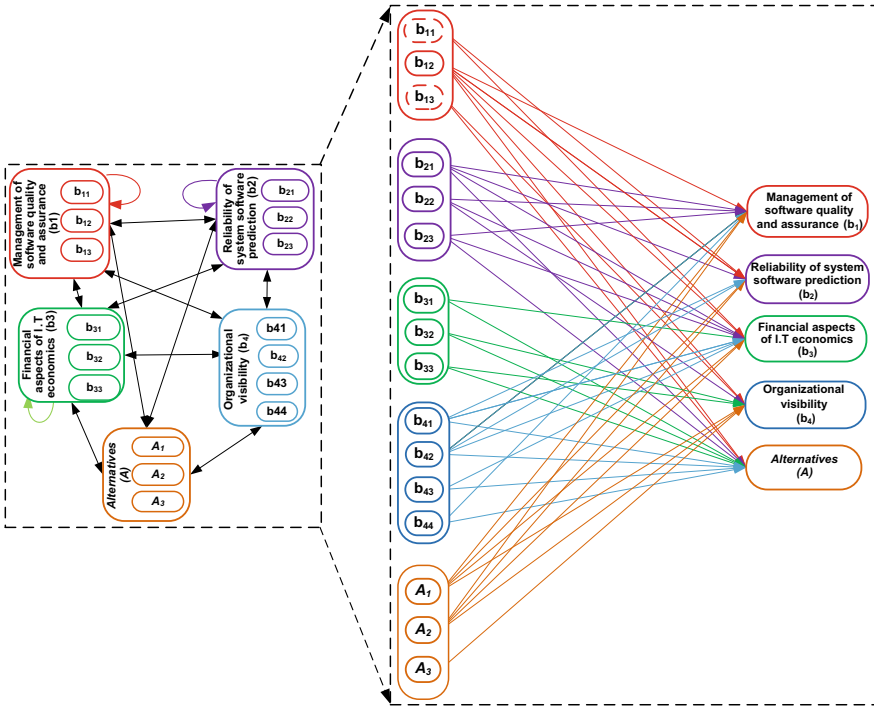 Management of
software quality
and assurance
(b1)
b11
b12
b13
Reliability of
system software
prediction (b2)
b21
b22
b23
Financial
aspects of I.T
economics (b3)
b31
b32
b33
Organizational
visibility (b4)
b41
b42
b43
b44
Alternatives
(A)
A1
A2
A3
b11
b12
b13
b21
b22
b23
b31
b32
b33
b41
b42
b43
b44
A1
A2
A3
Management of
software quality
and assurance (b1)
Reliability of system
software prediction
(b2)
Financial aspects
of I.T economics
(b3)
Organizational
visibility
(b4)
Alternatives
(A)